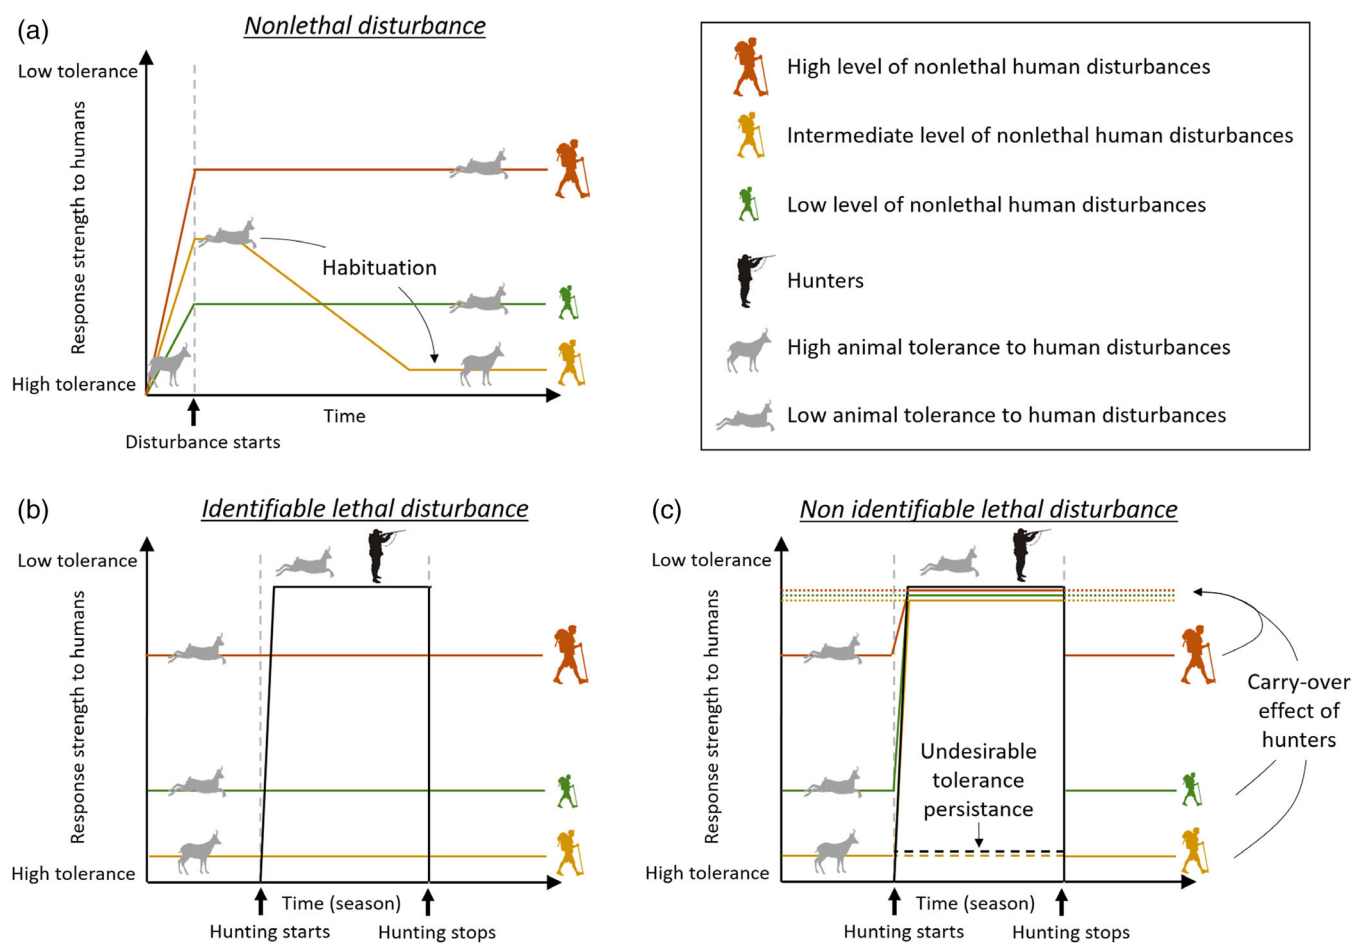 (a)
Nonlethal disturbance
Low tolerance
Response strength to humans
High tolerance
Habituation
Time
Disturbance starts
High level of nonlethal human disturbances
Intermediate level of nonlethal human disturbances
Low level of nonlethal human disturbances
Hunters
High animal tolerance to human disturbances
Low animal tolerance to human disturbances
(b)
Identifiable lethal disturbance
Low tolerance
Response strength to humans
High tolerance
Time (season)
Hunting starts
Hunting stops
(c)
Non identifiable lethal disturbance
Low tolerance
Response strength to humans
High tolerance
Undesirable
tolerance
persistance
Carry-over
effect of
hunters
Time (season)
Hunting starts
Hunting stops